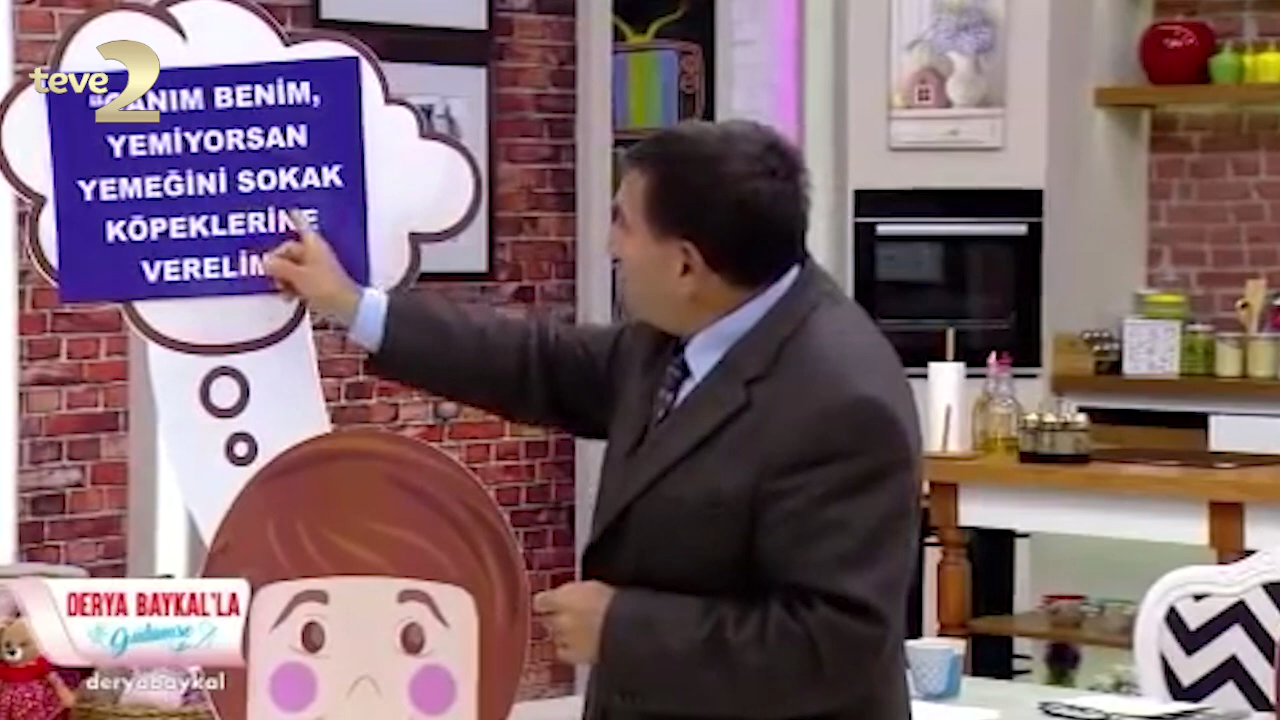 teve2
"CANIM BENİM,
YEMİYORSAN
YEMEĞİNİ SOKAK
KÖPEKLERİNE
VERELİM
DERYA BAYKAL'LA
Gülümse
deryabaykal